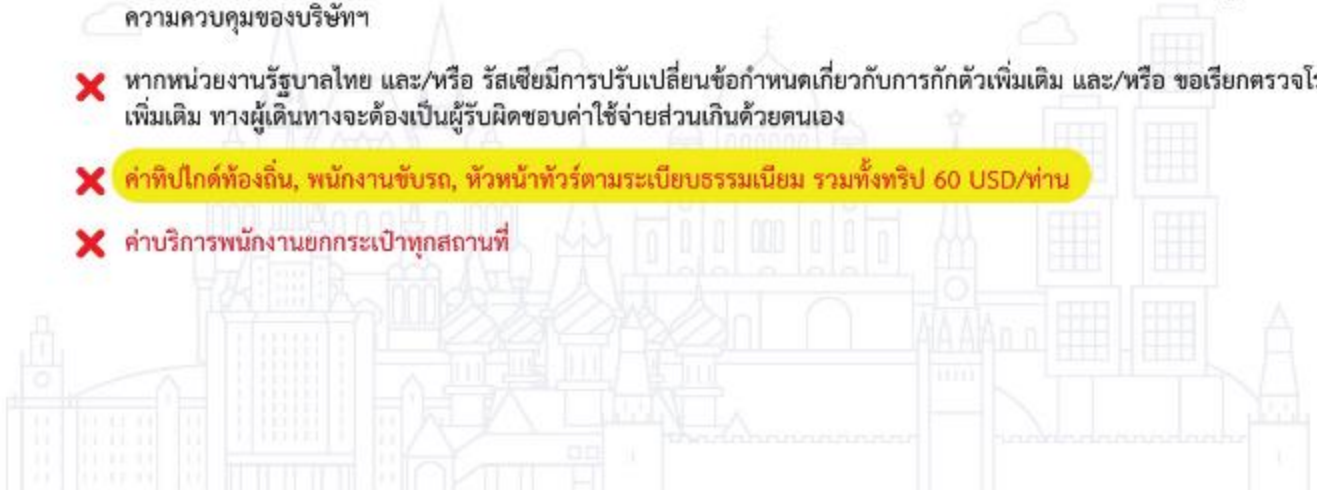 ความควบคุมของบริษัทฯ
หากหน่วยงานรัฐบาลไทย และ/หรือ รัสเซียมีการปรับเปลี่ยนข้อกำหนดเกี่ยวกับการกักตัวเพิ่มเติม และ/หรือ ขอเรียกตรวจ
เพิ่มเติม ทางผู้เดินทางจะต้องเป็นผู้รับผิดชอบค่าใช้จ่ายส่วนเกินด้วยตนเอง
ค่าทิปไกด์ท้องถิ่น, พนักงานขับรถ, หัวหน้าทัวร์ตามระเบียบธรรมเนียม รวมทั้งทริป 60 USD/ท่าน
ค่าบริการพนักงานยกกระเป๋าทุกสถานที่